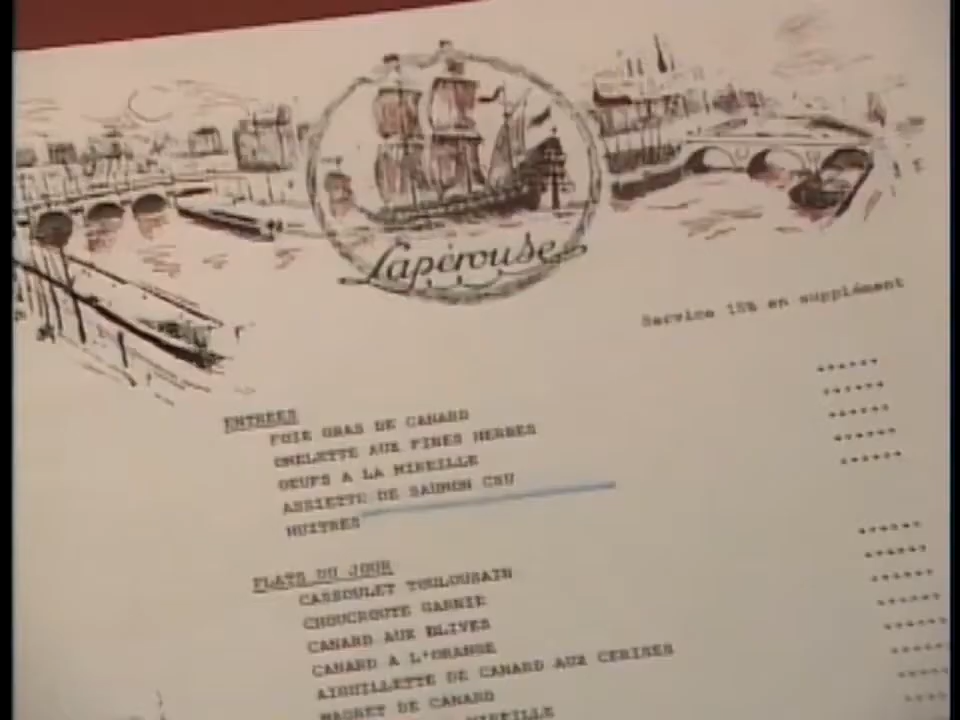 Lapérouse
Service 15% en supplément
ENTREES
FOIE GRAS DE CANARD ******
OMELETTE AUX FINES HERBES ******
OEUFS A LA MIREILLE ******
ASSIETTE DE SAUMON CRU ******
HUITRES ******
PLATS DU JOUR
CASSOULET TOULOUSAIN ******
CHOUCROUTE GARNIE ******
CANARD AUX OLIVES ******
CANARD A L'ORANGE ******
AIGUILLETTE DE CANARD AUX CERISES ******
MAGRET DE CANARD ******
MIREILLE ******